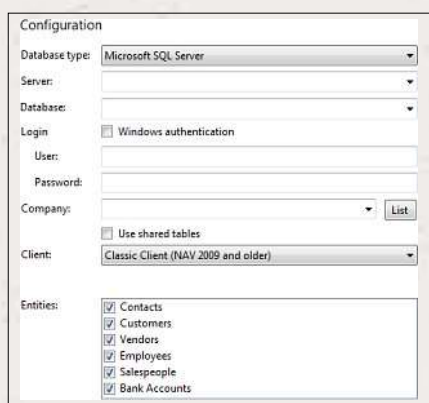 Configuration
Database type: Microsoft SQL Server
Server:
Database:
Login Windows authentication
User:
Password:
Company: List
Use shared tables
Client: Classic Client (NAV 2009 and older)
Entities: Contacts
Customers
Vendors
Employees
Salespeople
Bank Accounts